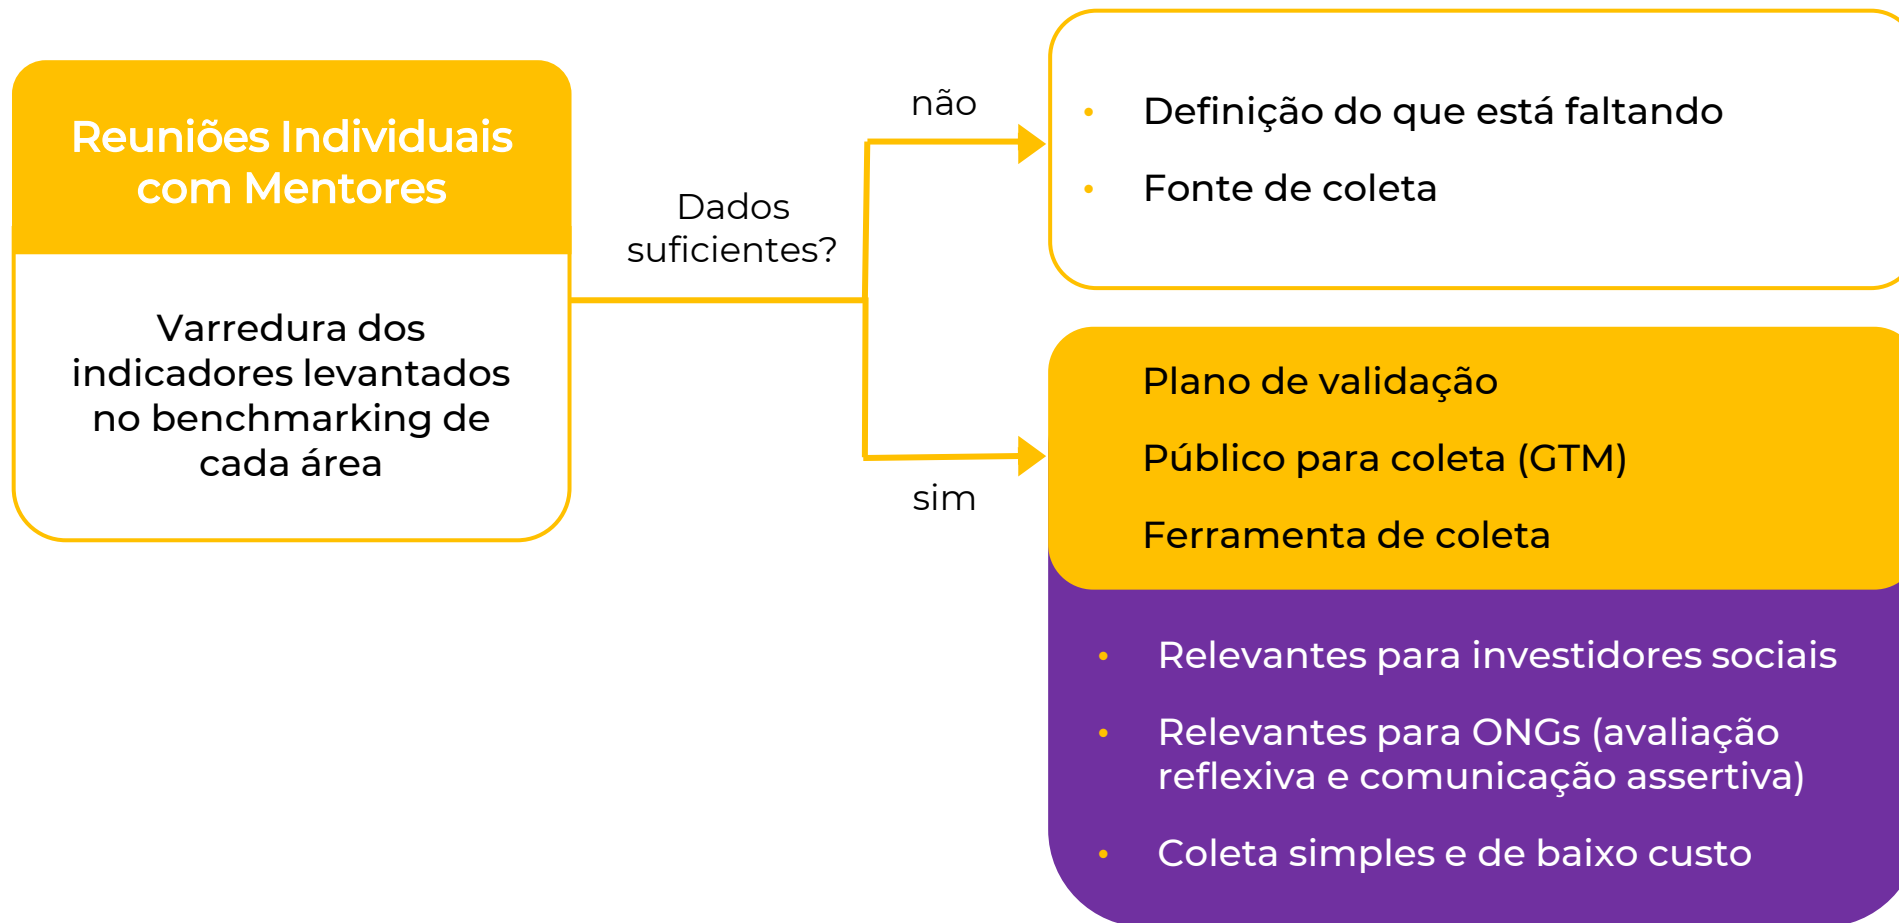 Reuniões Individuais
com Mentores
Varredura dos
indicadores levantados
no benchmarking de
cada área
Dados
suficientes?
não
• Definição do que está faltando
• Fonte de coleta
sim
Plano de validação
Público para coleta (GTM)
Ferramenta de coleta
• Relevantes para investidores sociais
• Relevantes para ONGs (avaliação
reflexiva e comunicação assertiva)
• Coleta simples e de baixo custo